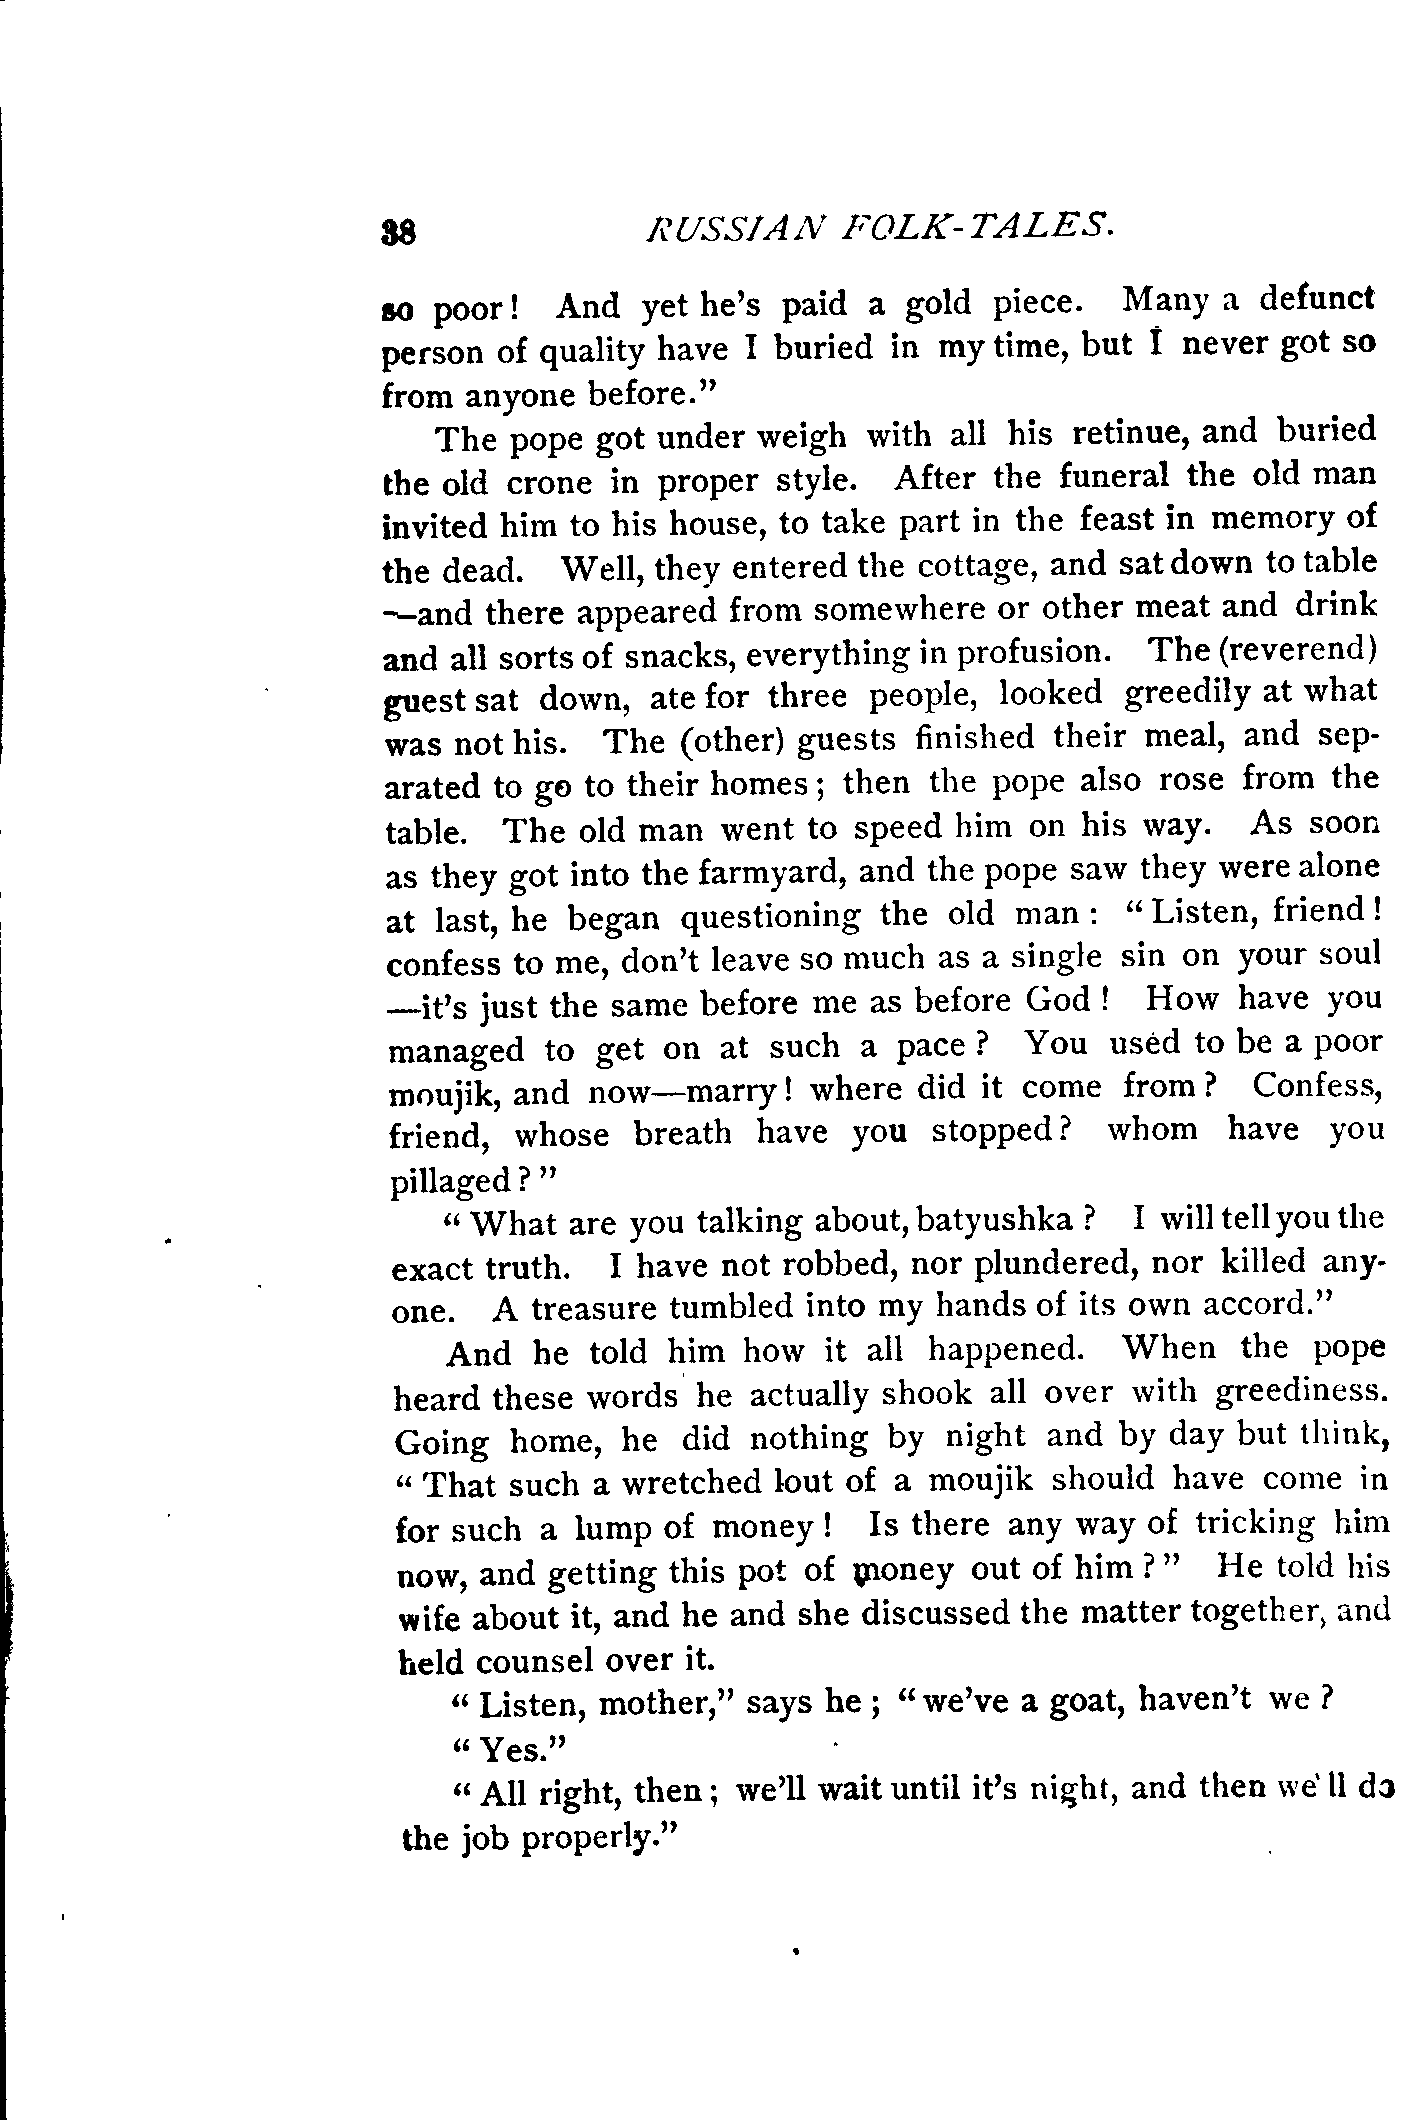 38 RUSSIAN FOLK-TALES.
so poor! And yet he's paid a gold piece. Many a defunct
person of quality have I buried in my time, but I never got so
from anyone before."
The pope got under weigh with all his retinue, and buried
the old crone in proper style. After the funeral the old man
invited him to his house, to take part in the feast in memory of
the dead. Well, they entered the cottage, and sat down to table
—and there appeared from somewhere or other meat and drink
and all sorts of snacks, everything in profusion. The (reverend)
guest sat down, ate for three people, looked greedily at what
was not his. The (other) guests finished their meal, and sep-
arated to go to their homes; then the pope also rose from the
table. The old man went to speed him on his way. As soon
as they got into the farmyard, and the pope saw they were alone
at last, he began questioning the old man: "Listen, friend!
confess to me, don't leave so much as a single sin on your soul
—it's just the same before me as before God! How have you
managed to get on at such a pace? You used to be a poor
moujik, and now—marry! where did it come from? Confess,
friend, whose breath have you stopped? whom have you
pillaged?"
"What are you talking about, batyushka? I will tell you the
exact truth. I have not robbed, nor plundered, nor killed any-
one. A treasure tumbled into my hands of its own accord."
And he told him how it all happened. When the pope
heard these words he actually shook all over with greediness.
Going home, he did nothing by night and by day but think,
"That such a wretched lout of a moujik should have come in
for such a lump of money! Is there any way of tricking him
now, and getting this pot of money out of him?" He told his
wife about it, and he and she discussed the matter together, and
held counsel over it.
"Listen, mother," says he; "we've a goat, haven't we?
"Yes."
"All right, then; we'll wait until it's night, and then we'll do
the job properly."